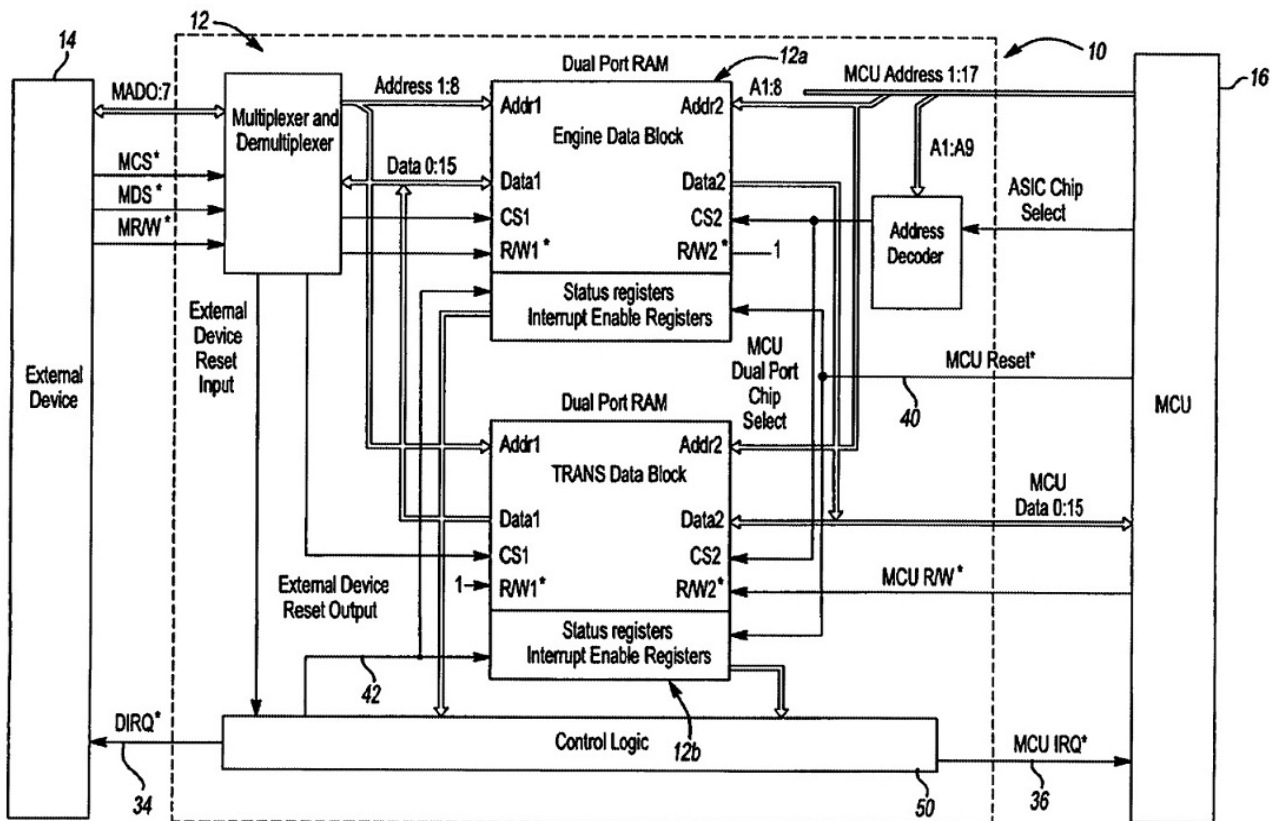 12
14
10
16
Dual Port RAM
12a
MADO:7
Address 1:8
Addr1
A1:8
Addr2
MCU Address 1:17
Multiplexer and
Demultiplexer
Engine Data Block
A1:A9
MCS*
Data 0:15
Data1
Data2
ASIC Chip
Select
MDS*
CS1
CS2
Address
Decoder
MR/W*
R/W1*
R/W2*
1
Status registers
Interrupt Enable Registers
External
Device
Reset
Input
MCU
Dual Port
Chip
Select
External
Device
MCU Reset*
40
MCU
Dual Port RAM
Addr1
Addr2
TRANS Data Block
MCU
Data 0:15
Data1
Data2
CS1
CS2
External Device
Reset Output
1
R/W1*
R/W2*
MCU R/W*
Status registers
Interrupt Enable Registers
42
DIRQ*
34
Control Logic
12b
50
MCU IRQ*
36